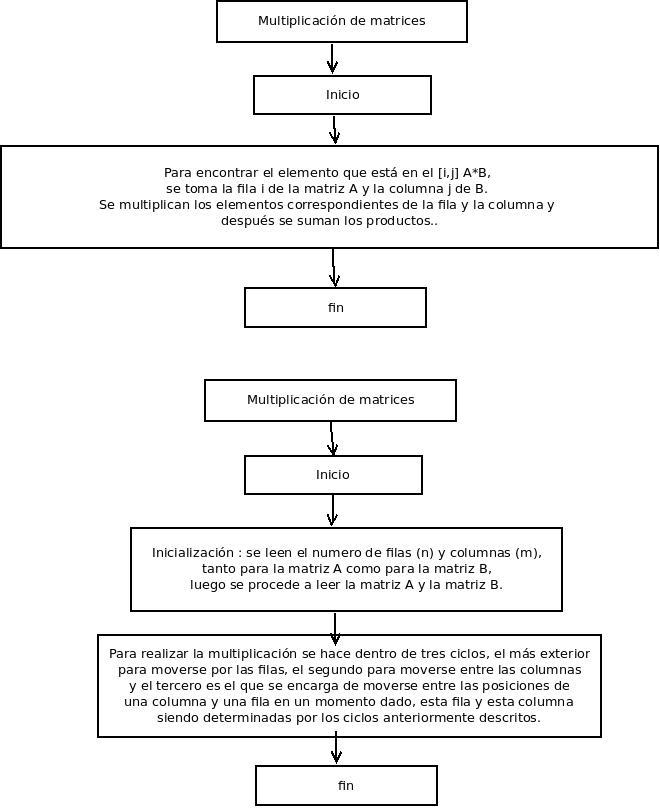 Multiplicación de matrices
Inicio
Para encontrar el elemento que está en el [i,j] A*B,
se toma la fila i de la matriz A y la columna j de B.
Se multiplican los elementos correspondientes de la fila y la columna y
después se suman los productos..
fin
Multiplicación de matrices
Inicio
Inicialización : se leen el numero de filas (n) y columnas (m),
tanto para la matriz A como para la matriz B,
luego se procede a leer la matriz A y la matriz B.
Para realizar la multiplicación se hace dentro de tres ciclos, el más exterior
para moverse por las filas, el segundo para moverse entre las columnas
y el tercero es el que se encarga de moverse entre las posiciones de
una columna y una fila en un momento dado, esta fila y esta columna
siendo determinadas por los ciclos anteriormente descritos.
fin